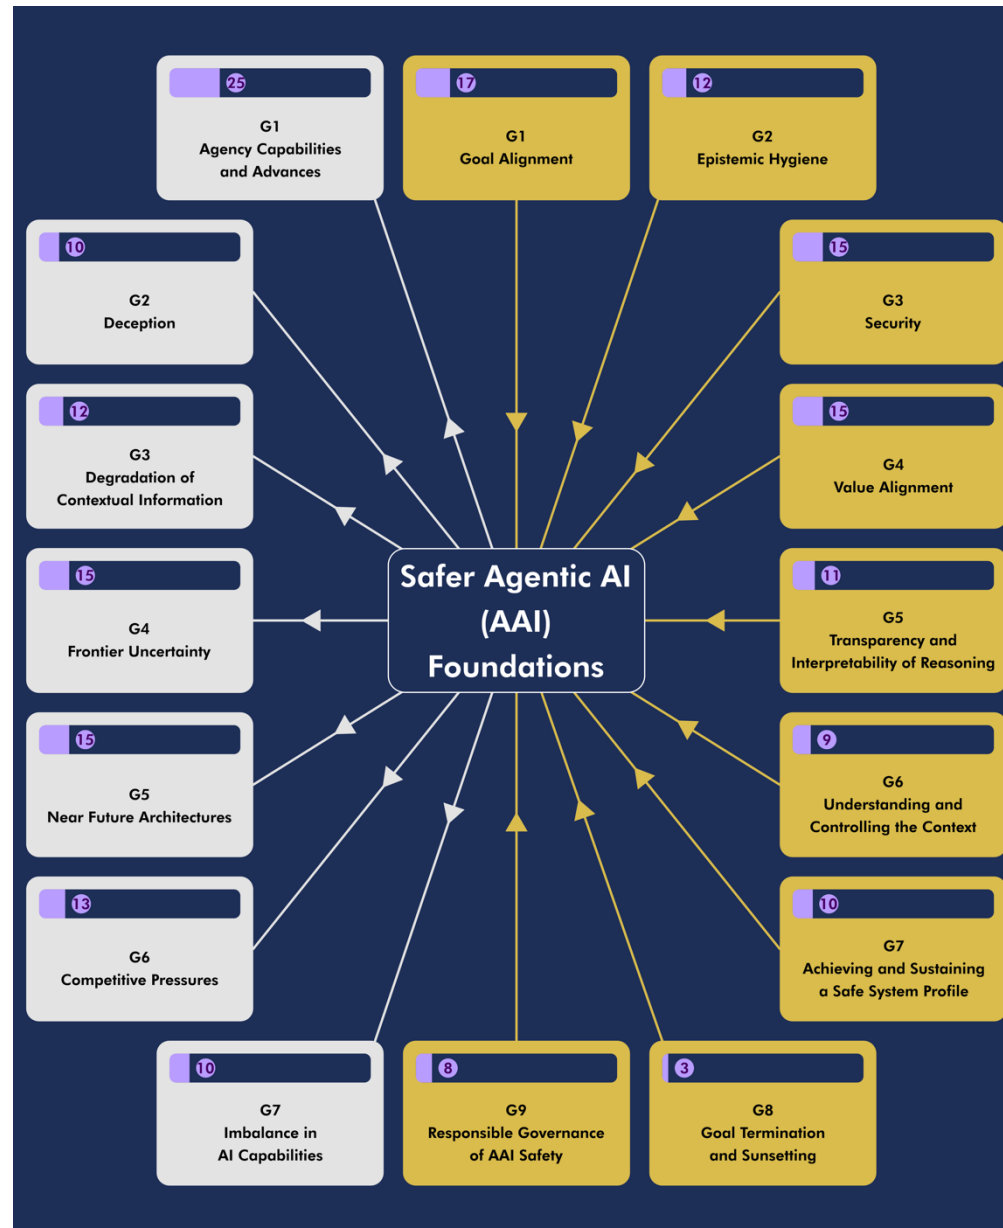 25
G1
Agency Capabilities
and Advances
17
G1
Goal Alignment
12
G2
Epistemic Hygiene
10
G2
Deception
15
G3
Security
12
G3
Degradation of
Contextual Information
15
G4
Value Alignment
Safer Agentic AI
(AAI)
Foundations
15
G4
Frontier Uncertainty
11
G5
Transparency and
Interpretability of Reasoning
15
G5
Near Future Architectures
9
G6
Understanding and
Controlling the Context
13
G6
Competitive Pressures
10
G7
Achieving and Sustaining
a Safe System Profile
10
G7
Imbalance in
AI Capabilities
8
G9
Responsible Governance
of AAI Safety
3
G8
Goal Termination
and Sunsetting